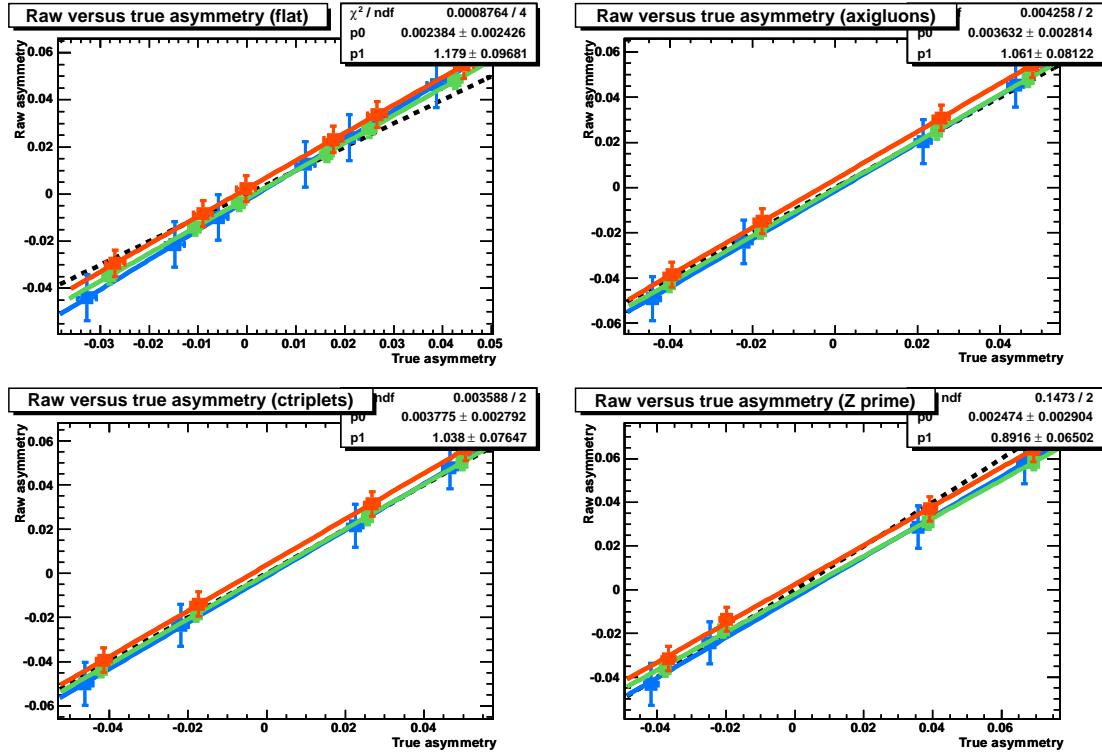 Raw versus true asymmetry (flat)
χ² / ndf 0.0008764 / 4
p0 0.002384 ± 0.002426
p1 1.179 ± 0.09681
Raw asymmetry
0.06
0.04
0.02
0
-0.02
-0.04
-0.03 -0.02 -0.01 0 0.01 0.02 0.03 0.04 0.05
True asymmetry
Raw versus true asymmetry (axigluons)
0.004258 / 2
p0 0.003632 ± 0.002814
p1 1.061 ± 0.08122
Raw asymmetry
0.06
0.04
0.02
0
-0.02
-0.04
-0.06
-0.04 -0.02 0 0.02 0.04
True asymmetry
Raw versus true asymmetry (ctriplets)
ndf 0.003588 / 2
p0 0.003775 ± 0.002792
p1 1.038 ± 0.07647
Raw asymmetry
0.06
0.04
0.02
0
-0.02
-0.04
-0.06
-0.04 -0.02 0 0.02 0.04
True asymmetry
Raw versus true asymmetry (Z prime)
ndf 0.1473 / 2
p0 0.002474 ± 0.002904
p1 0.8916 ± 0.06502
Raw asymmetry
0.06
0.04
0.02
0
-0.02
-0.04
-0.04 -0.02 0 0.02 0.04 0.06
True asymmetry